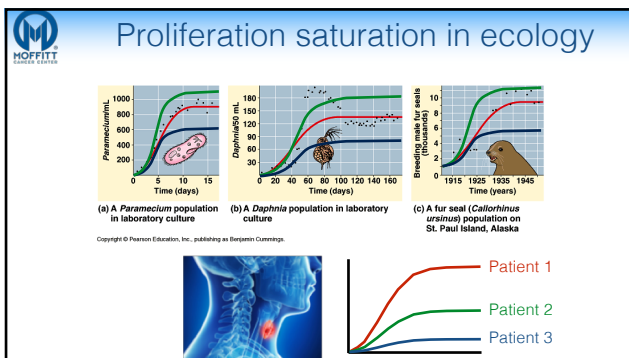 M
MOFFITT
CANCER CENTER
Proliferation saturation in ecology
Paramecium/mL
1000
800
600
400
200
0
5
10
15
Time (days)
(a) A Paramecium population
in laboratory culture
Daphnia/50 mL
180
150
120
90
60
30
0
20
40
60
80
100
120
140
160
Time (days)
(b) A Daphnia population in laboratory
culture
Breeding male fur seals
(thousands)
10
8
6
4
2
0
1915
1925
1935
1945
Time (years)
(c) A fur seal (Callorhinus
ursinus) population on
St. Paul Island, Alaska
Copyright © Pearson Education, Inc., publishing as Benjamin Cummings.
Patient 1
Patient 2
Patient 3